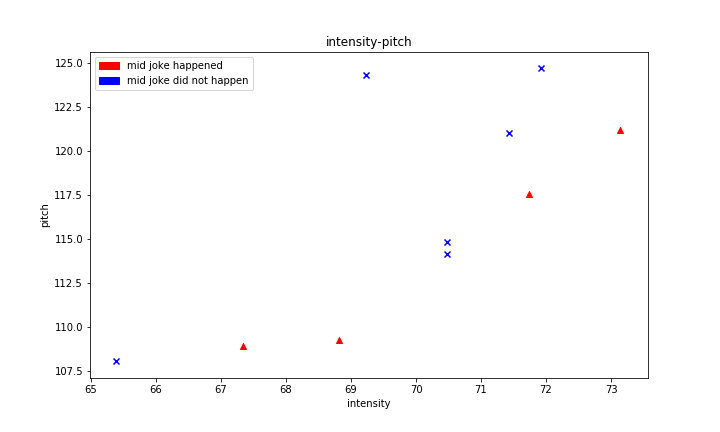 intensity-pitch
mid joke happened
mid joke did not happen
125.0
122.5
120.0
117.5
115.0
112.5
110.0
107.5
pitch
65 66 67 68 69 70 71 72 73
intensity